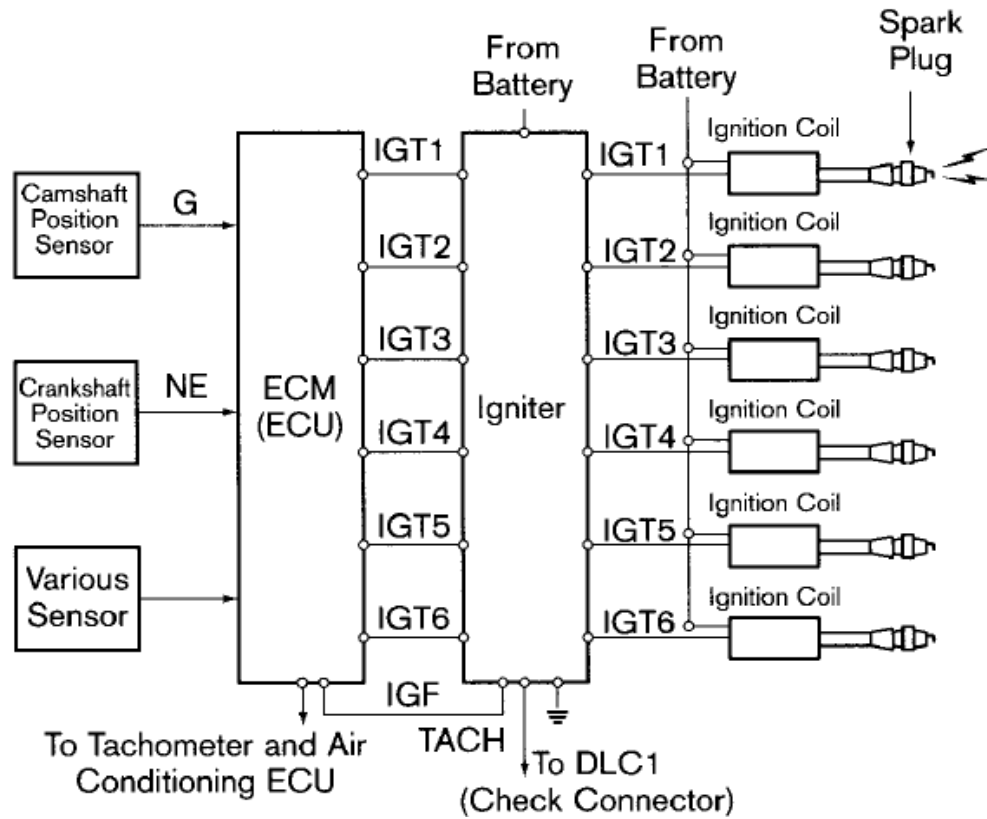 Spark
Plug
From
Battery
From
Battery
Ignition Coil
IGT1
IGT1
Camshaft
Position
Sensor
G
Ignition Coil
IGT2
IGT2
Ignition Coil
IGT3
IGT3
Crankshaft
Position
Sensor
NE
ECM
(ECU)
Igniter
Ignition Coil
IGT4
IGT4
Ignition Coil
IGT5
IGT5
Various
Sensor
Ignition Coil
IGT6
IGT6
IGF
TACH
To Tachometer and Air
Conditioning ECU
To DLC1
(Check Connector)